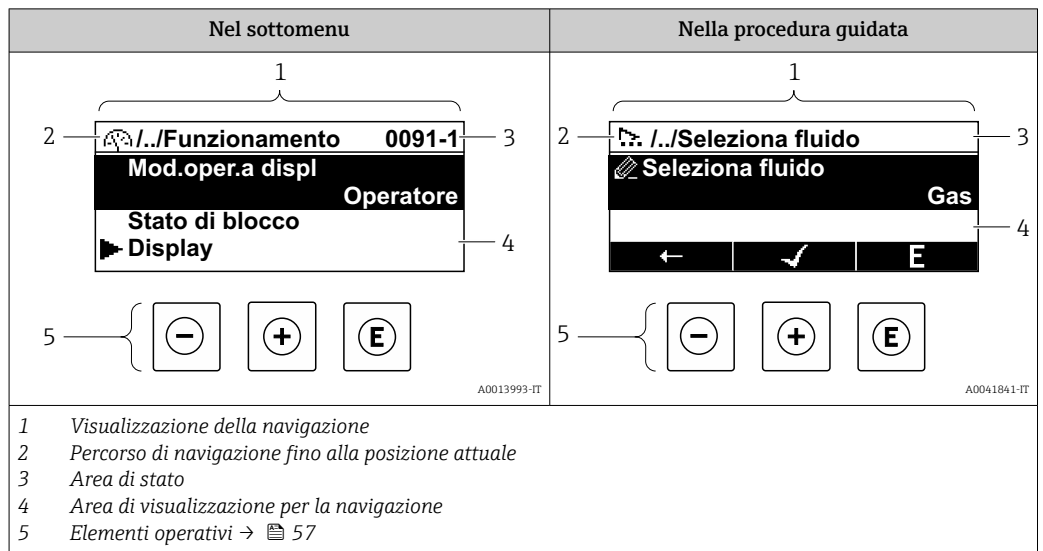 Nel sottomenu
Nella procedura guidata
1
2
/../Funzionamento 0091-1
3
Mod.oper.a displ
Operatore
Stato di blocco
Display
4
5
- + E
A0013993-IT
1
2
/../Seleziona fluido
3
Seleziona fluido
Gas
4
← ✓ E
5
- + E
A0041841-IT
1 Visualizzazione della navigazione
2 Percorso di navigazione fino alla posizione attuale
3 Area di stato
4 Area di visualizzazione per la navigazione
5 Elementi operativi → 57